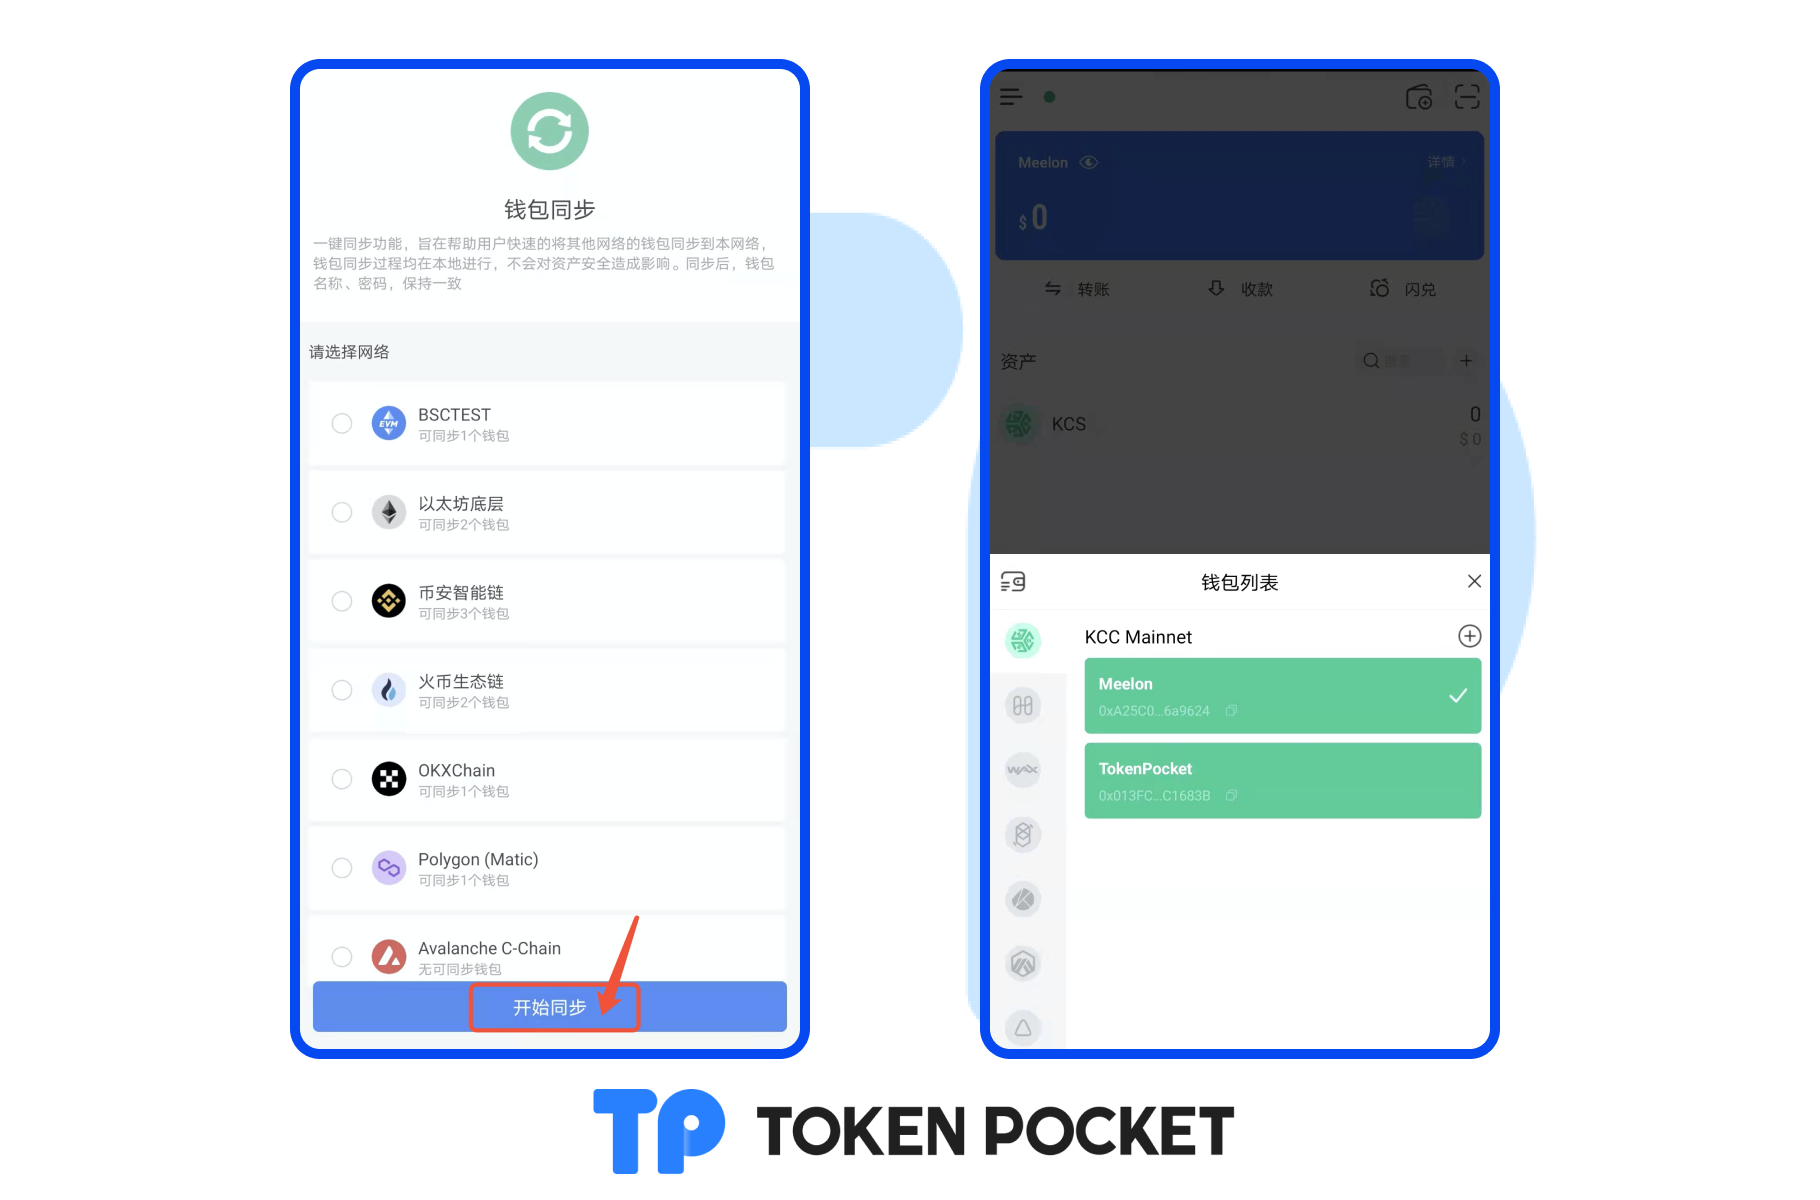 钱包同步
一键同步功能，旨在帮助用户快速的将其他网络的钱包同步到本网络，
钱包同步过程均在本地进行，不会对资产安全造成影响。同步后，钱包
名称、密码，保持一致
请选择网络
EVM
BSCTEST
可同步1个钱包
以太坊底层
可同步2个钱包
币安智能链
可同步3个钱包
火币生态链
可同步2个钱包
OKXChain
可同步1个钱包
Polygon (Matic)
可同步1个钱包
Avalanche C-Chain
无可同步钱包
开始同步
Meelon
详情
$ 0
转账
收款
闪兑
资产
搜索
KCS
0
$ 0
钱包列表
KCC Mainnet
Meelon
0xA25C0...6a9624
WAX
TokenPocket
0x013FC...C1683B
TP TOKEN POCKET